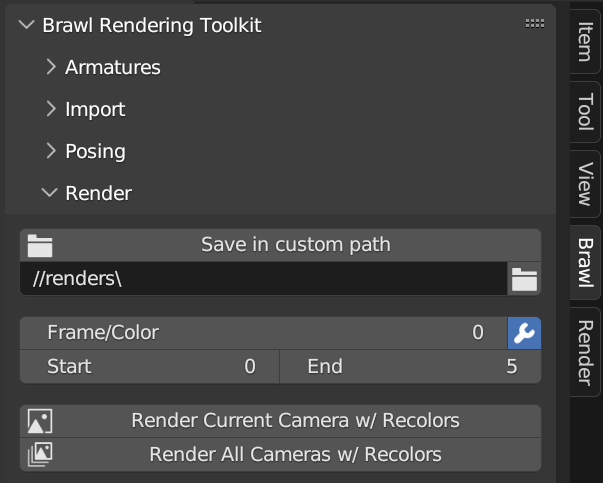 Brawl Rendering Toolkit
Armatures
Import
Posing
Render
Save in custom path
//renders\
Frame/Color 0
Start 0 End 5
Render Current Camera w/ Recolors
Render All Cameras w/ Recolors
Item
Tool
View
Brawl
Render